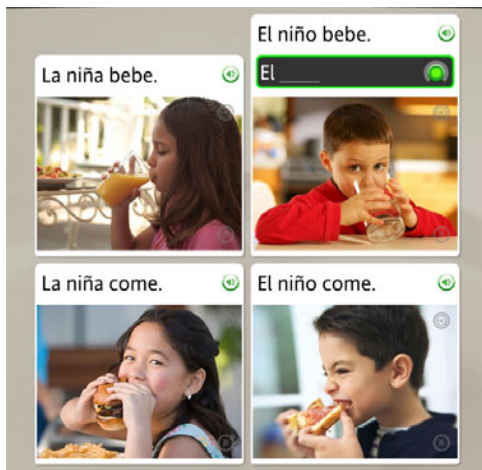 La niña bebe.
El niño bebe.
El ____
La niña come.
El niño come.